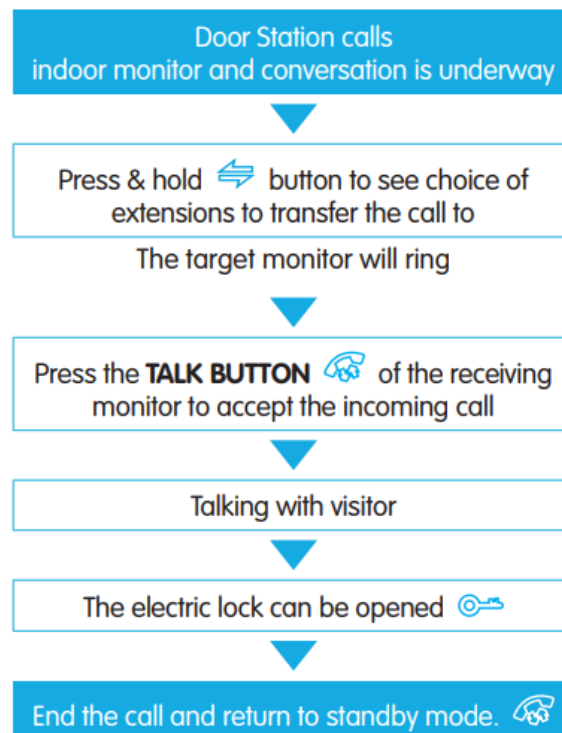 Door Station calls
indoor monitor and conversation is underway
Press & hold button to see choice of
extensions to transfer the call to
The target monitor will ring
Press the TALK BUTTON of the receiving
monitor to accept the incoming call
Talking with visitor
The electric lock can be opened
End the call and return to standby mode.